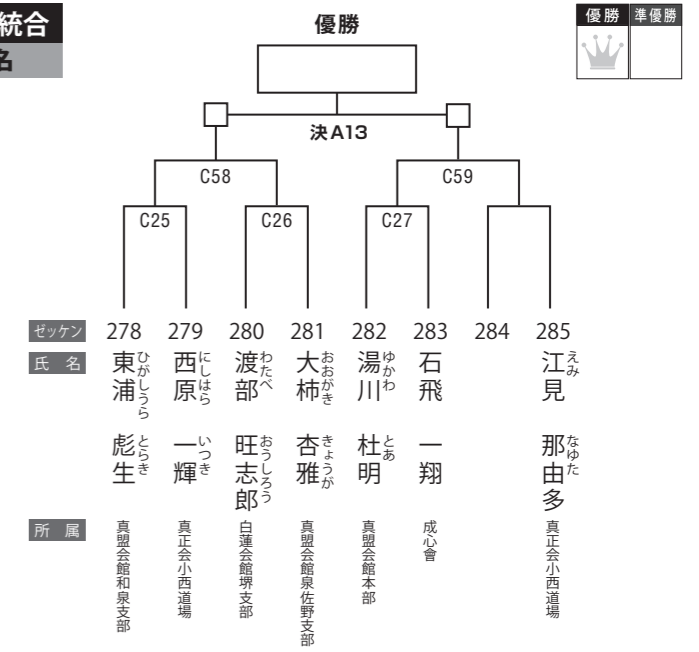 統合
名
優勝
優勝 準優勝
決A13
C58 C59
C25 C26 C27
ゼッケン 278 279 280 281 282 283 284 285
氏 名
東浦 彪生 ひがしうら とらき
西原 一輝 にしはら いつき
渡部 旺志郎 わたべ おうしろう
大柿 杏雅 おおがき きょうが
湯川 杜明 ゆかわ とあ
石飛 一翔
江見 那由多 えみ なゆた
所 属
真盟会館和泉支部
真正会小西道場
白蓮会館堺支部
真盟会館泉佐野支部
真盟会館本部
成心會
真正会小西道場